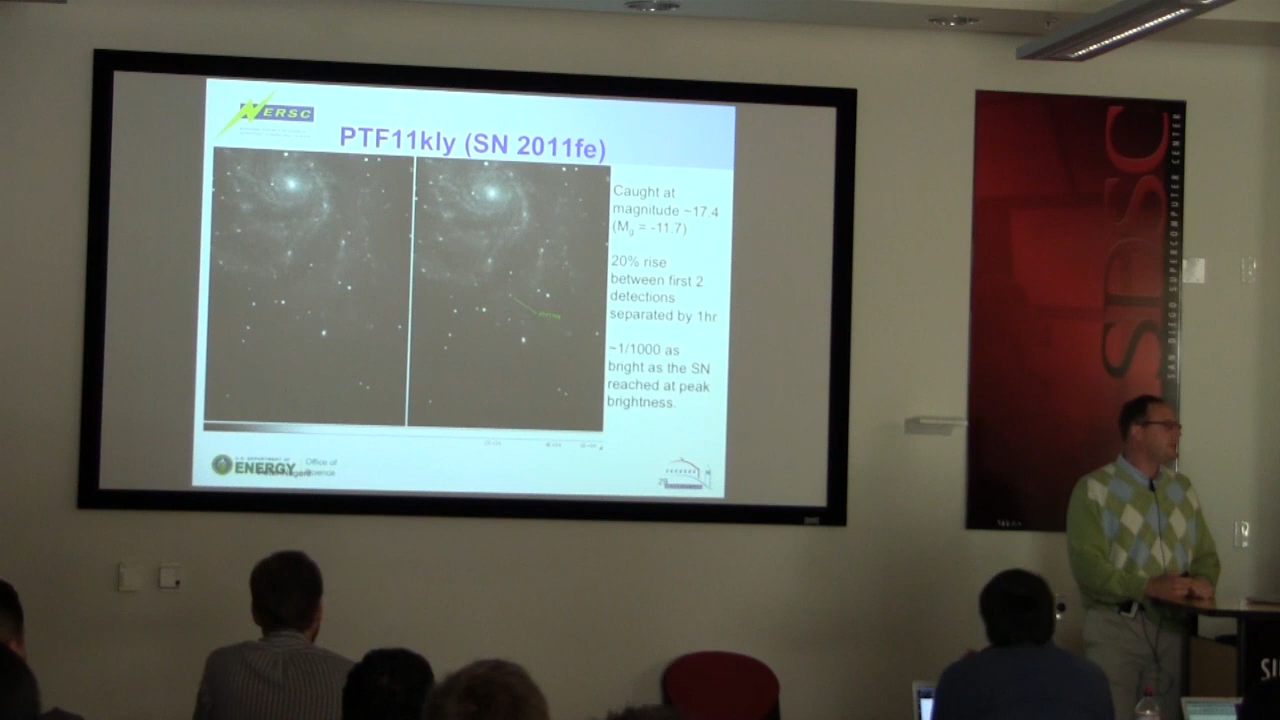 NERSC
PTF11kly (SN 2011fe)
Caught at
magnitude ~17.4
(Mg = -11.7)
20% rise
between first 2
detections
separated by 1hr
~1/1000 as
bright as the SN
reached at peak
brightness.
U.S. DEPARTMENT OF
ENERGY
Office of
Science
SDSC
SAN DIEGO SUPERCOMPUTER CENTER